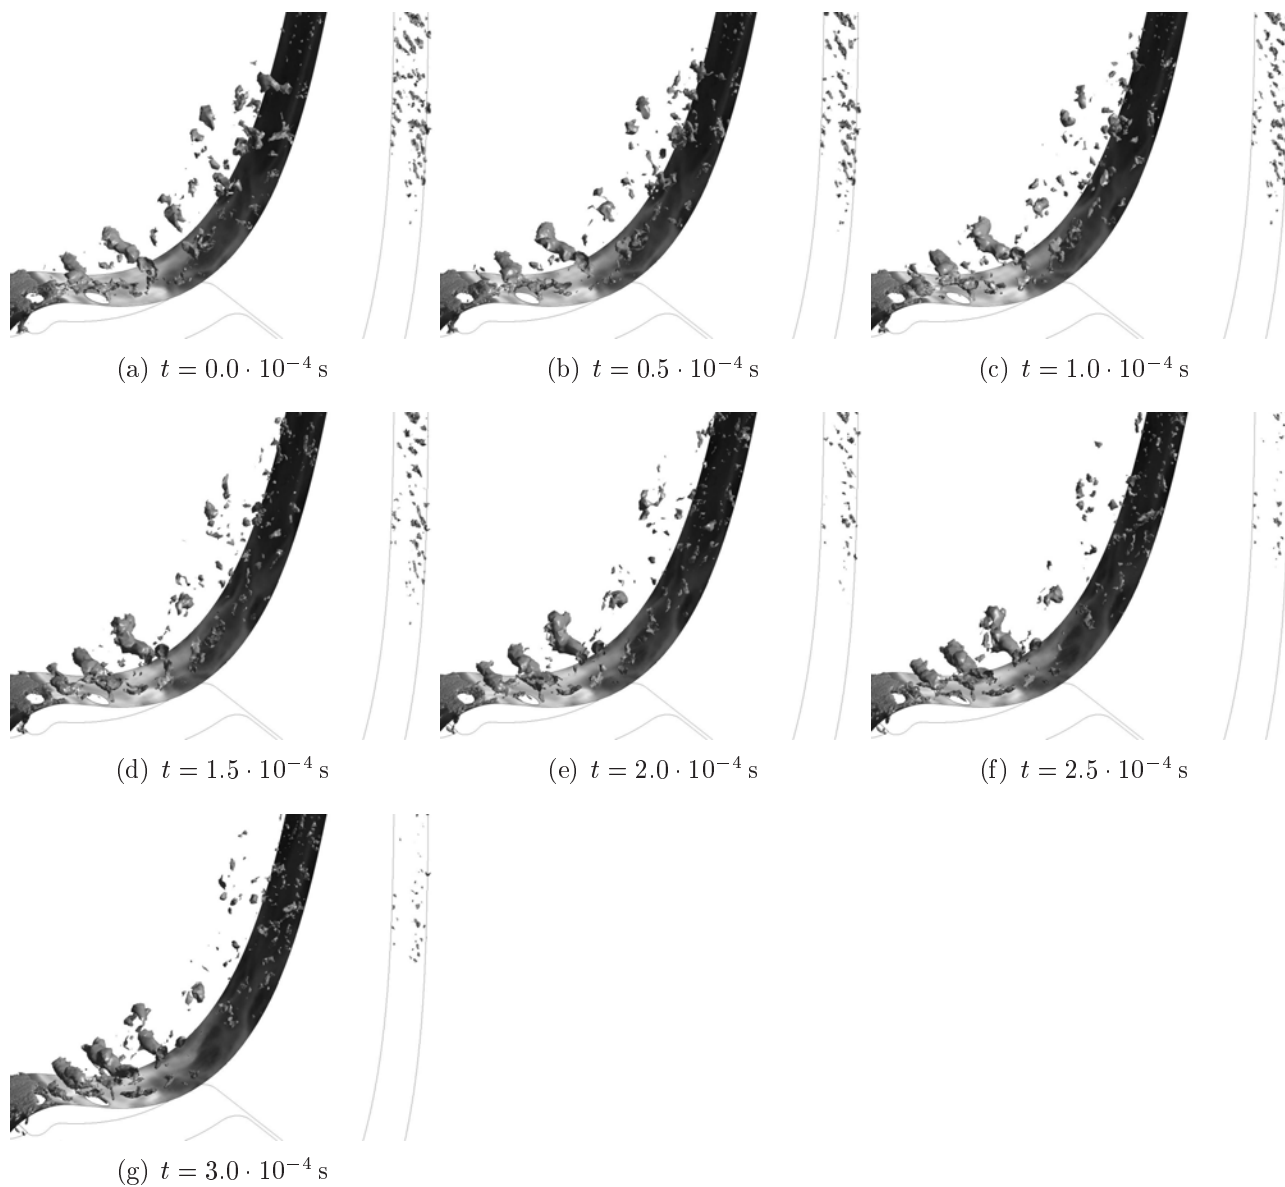 (a) t = 0.0 · 10⁻⁴ s
(b) t = 0.5 · 10⁻⁴ s
(c) t = 1.0 · 10⁻⁴ s
(d) t = 1.5 · 10⁻⁴ s
(e) t = 2.0 · 10⁻⁴ s
(f) t = 2.5 · 10⁻⁴ s
(g) t = 3.0 · 10⁻⁴ s